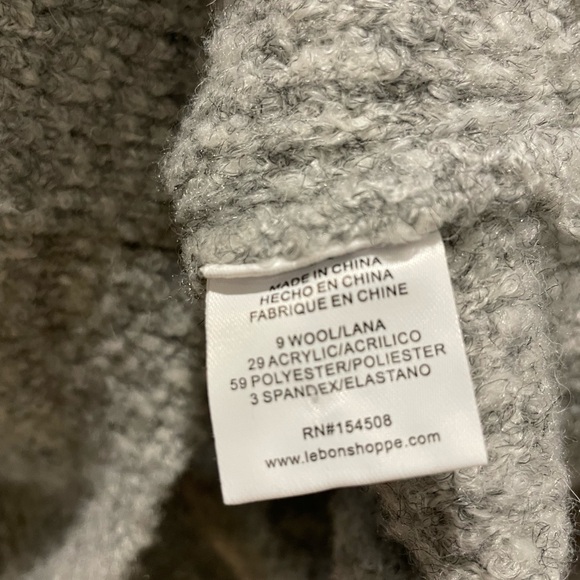 MADE IN CHINA
HECHO EN CHINA
FABRIQUE EN CHINE
9 WOOL/LANA
29 ACRYLIC/ACRILICO
59 POLYESTER/POLIESTER
3 SPANDEX/ELASTANO
RN#154508
www.lebonshoppe.com